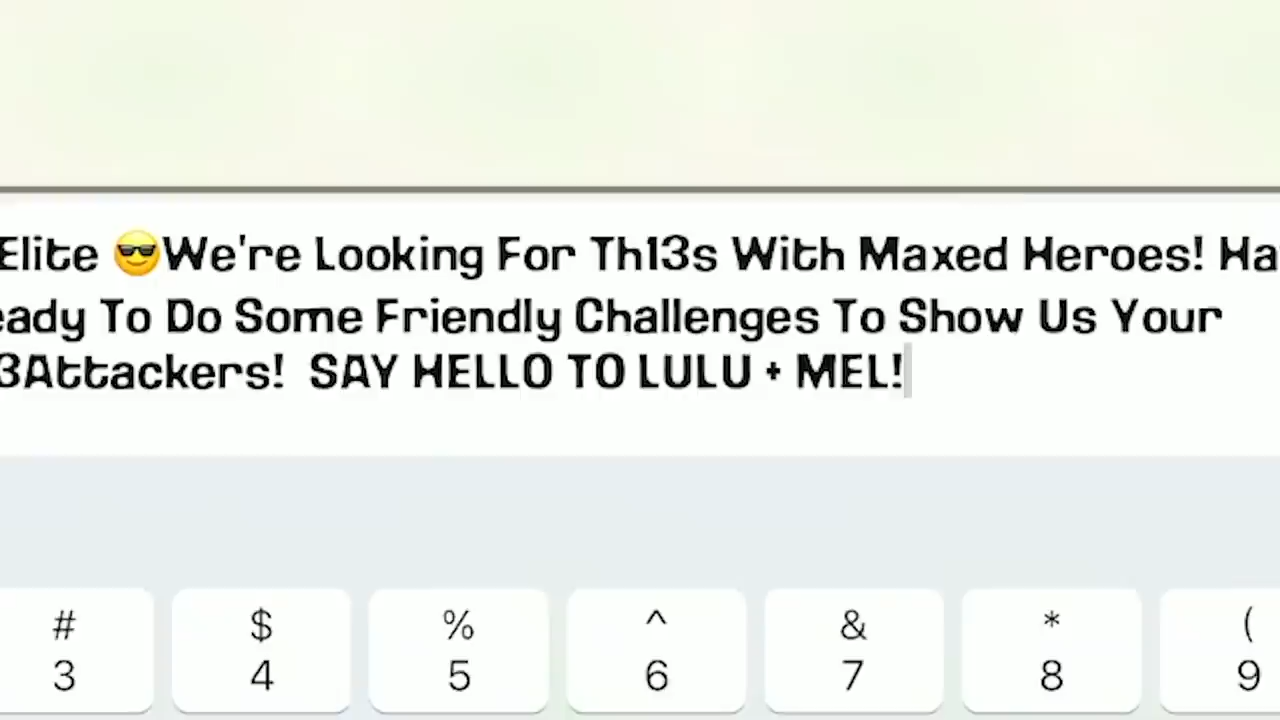 Elite 😎We're Looking For Th13s With Maxed Heroes! Ha
eady To Do Some Friendly Challenges To Show Us Your
3Attackers!  SAY HELLO TO LULU + MEL!
# $ % ^ & * (
3 4 5 6 7 8 9